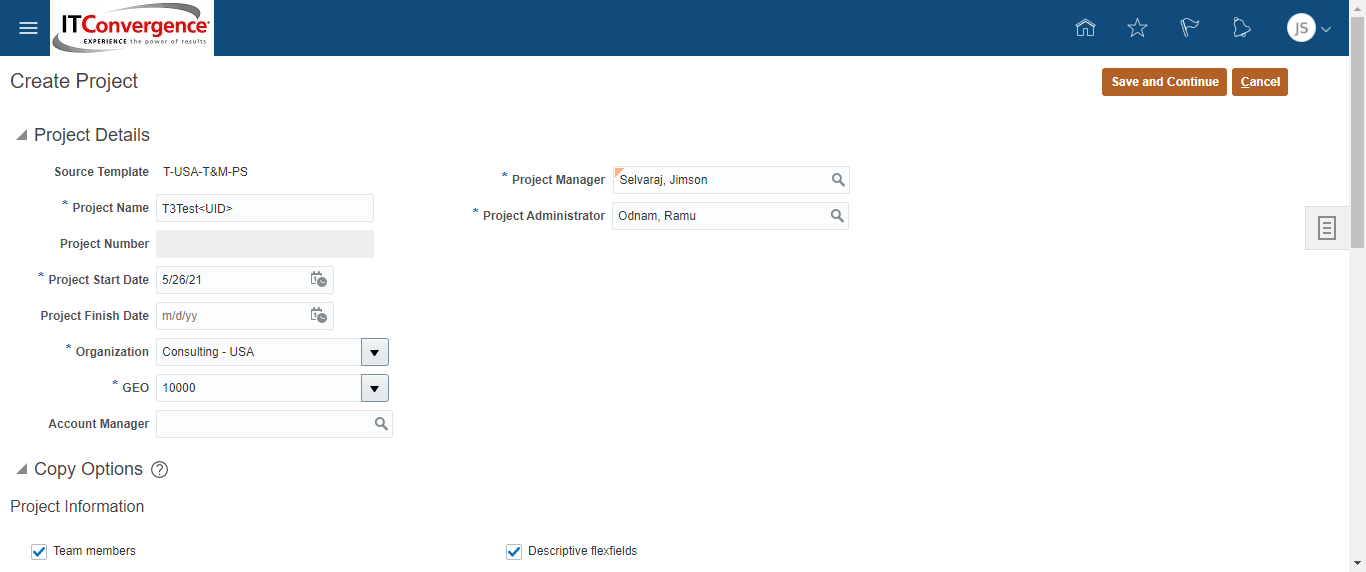 ITConvergence
EXPERIENCE the power of results
JS
Create Project
Save and Continue
Cancel
Project Details
Source Template T-USA-T&M-PS
* Project Manager Selvaraj, Jimson
* Project Name T3Test<UID>
* Project Administrator Odnam, Ramu
Project Number
* Project Start Date 5/26/21
Project Finish Date m/d/yy
* Organization Consulting - USA
* GEO 10000
Account Manager
Copy Options ?
Project Information
Team members
Descriptive flexfields